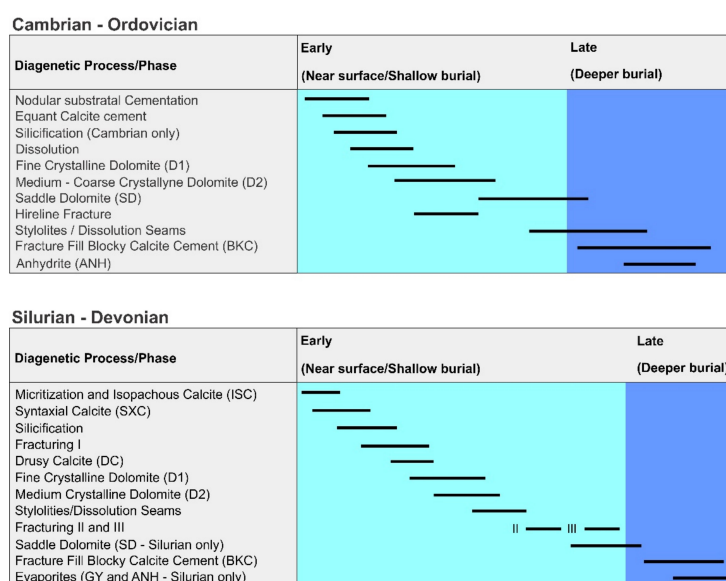 Cambrian - Ordovician
Diagenetic Process/Phase
Early
(Near surface/Shallow burial)
Late
(Deeper burial)
Nodular substratal Cementation
Equant Calcite cement
Silicification (Cambrian only)
Dissolution
Fine Crystalline Dolomite (D1)
Medium - Coarse Crystallyne Dolomite (D2)
Saddle Dolomite (SD)
Hireline Fracture
Stylolites / Dissolution Seams
Fracture Fill Blocky Calcite Cement (BKC)
Anhydrite (ANH)
Silurian - Devonian
Diagenetic Process/Phase
Early
(Near surface/Shallow burial)
Late
(Deeper burial)
Micritization and Isopachous Calcite (ISC)
Syntaxial Calcite (SXC)
Silicification
Fracturing I
Drusy Calcite (DC)
Fine Crystalline Dolomite (D1)
Medium Crystalline Dolomite (D2)
Stylolities/Dissolution Seams
Fracturing II and III
II III
Saddle Dolomite (SD - Silurian only)
Fracture Fill Blocky Calcite Cement (BKC)
Evaporites (GY and ANH - Silurian only)